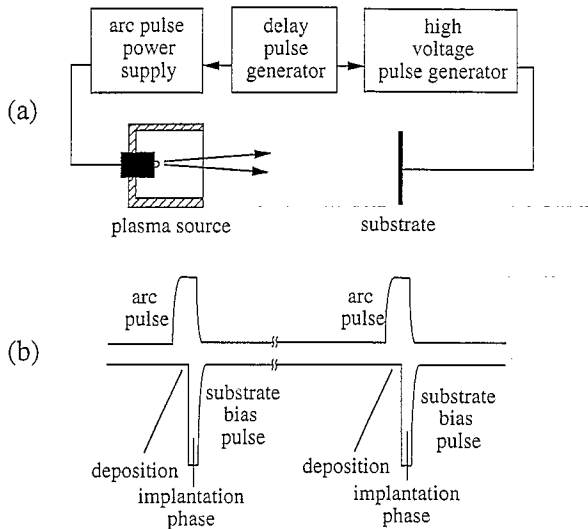 arc pulse
power
supply
delay
pulse
generator
high
voltage
pulse generator
(a)
plasma source
substrate
(b)
arc
pulse
arc
pulse
substrate
bias
pulse
substrate
bias
pulse
deposition
implantation
phase
deposition
implantation
phase